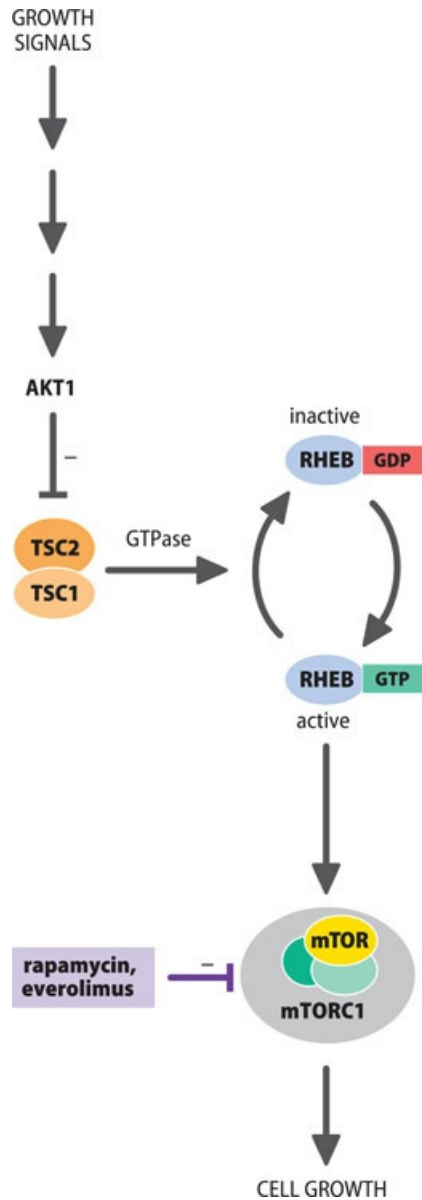 GROWTH
SIGNALS
AKT1
–
TSC2
TSC1
GTPase
inactive
RHEB GDP
RHEB GTP
active
rapamycin,
everolimus
–
mTOR
mTORC1
CELL GROWTH